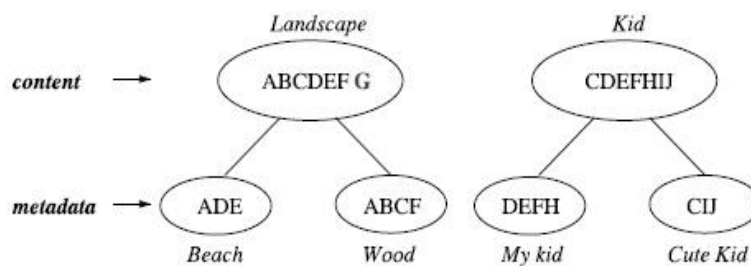 Landscape Kid
content ABCDEF G CDEFHIJ
metadata ADE ABCF DEFH CIJ
Beach Wood My kid Cute Kid